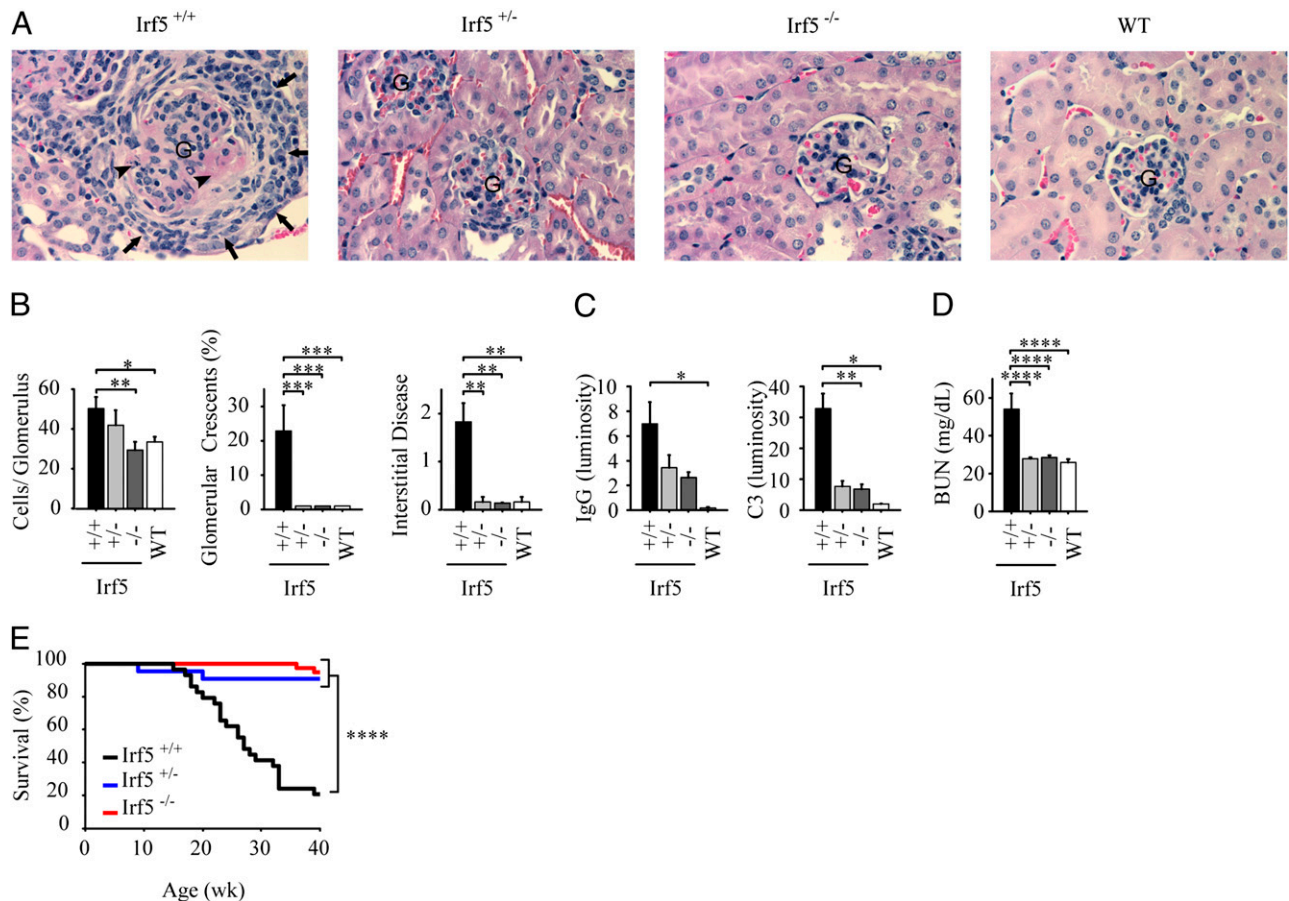 A
Irf5 +/+
Irf5 +/-
Irf5 -/-
WT
G
G
G
G
G
B
C
D
Cells/ Glomerulus
60
40
20
0
*
**
+/+
+/-
-/-
WT
Irf5
Glomerular Crescents (%)
30
20
10
0
***
***
***
+/+
+/-
-/-
WT
Irf5
Interstitial Disease
2
1
0
**
**
**
+/+
+/-
-/-
WT
Irf5
IgG (luminosity)
10
8
6
4
2
0
*
+/+
+/-
-/-
WT
Irf5
C3 (luminosity)
40
30
20
10
0
*
**
+/+
+/-
-/-
WT
Irf5
BUN (mg/dL)
60
40
20
0
****
****
****
+/+
+/-
-/-
WT
Irf5
E
Survival (%)
100
80
60
40
20
0
Irf5 +/+
Irf5 +/-
Irf5 -/-
****
0 10 20 30 40
Age (wk)